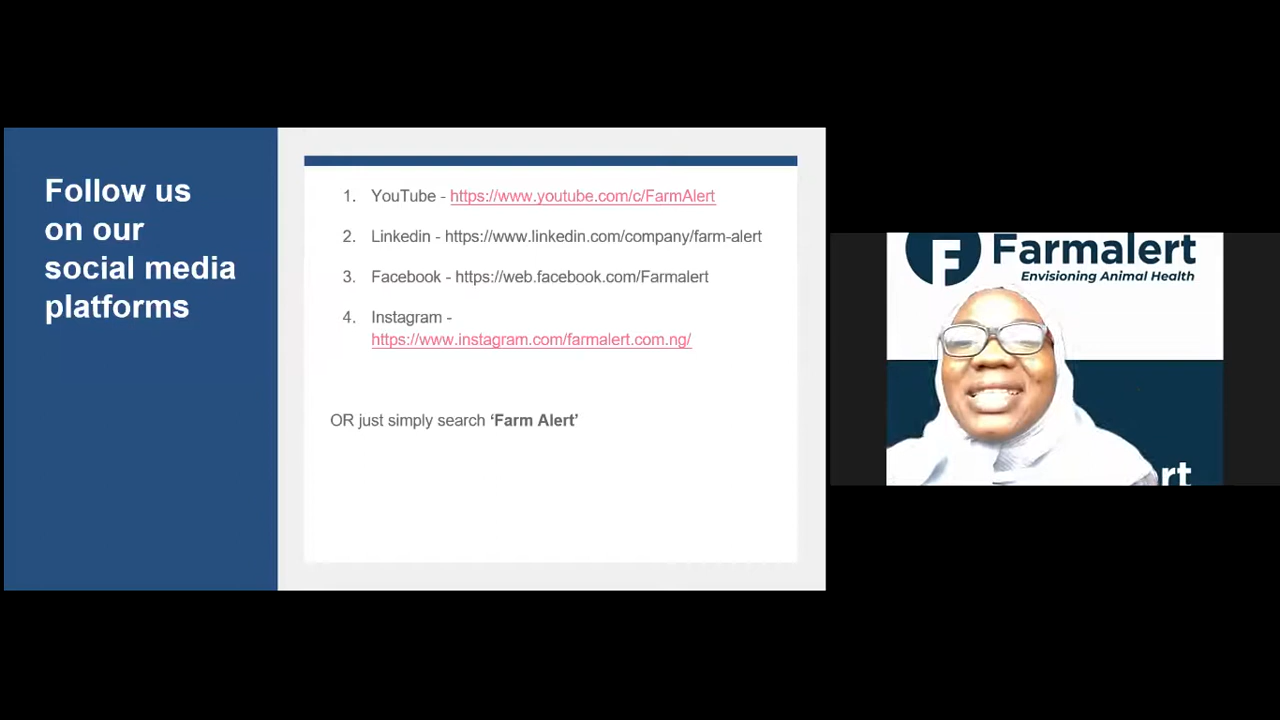 Follow us
on our
social media
platforms
1. YouTube - https://www.youtube.com/c/FarmAlert
2. Linkedin - https://www.linkedin.com/company/farm-alert
3. Facebook - https://web.facebook.com/Farmalert
4. Instagram -
https://www.instagram.com/farmalert.com.ng/
OR just simply search ‘Farm Alert’
Farmalert
Envisioning Animal Health
rt